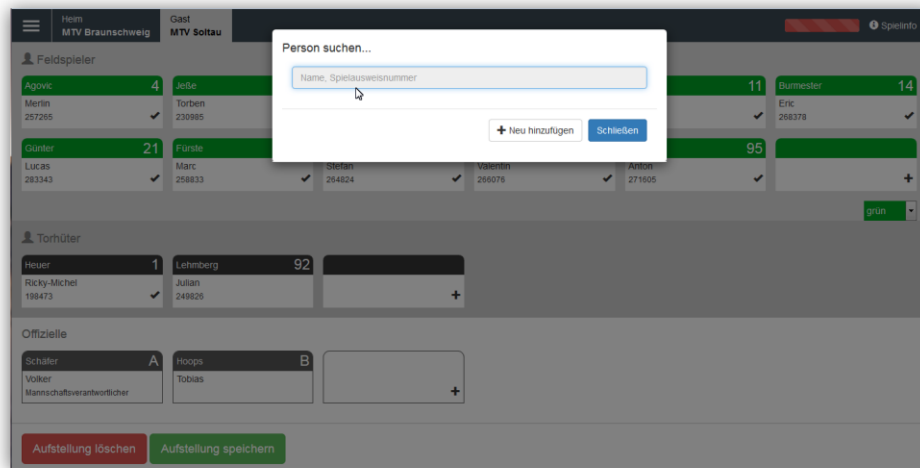 Heim
MTV Braunschweig
Gast
MTV Soltau
Spielinfo
Person suchen...
Name, Spielausweisnummer
Neu hinzufügen
Schließen
Feldspieler
Agovic 4
Merlin
257265
Jeße
Torben
230985
11
Burmester 14
Eric
268378
Günter 21
Lucas
283343
Fürste
Marc
258833
Stefan
264824
Valentin
266076
95
Anton
271605
grün
Torhüter
Heuer 1
Ricky-Michel
198473
Lehmberg 92
Julian
249826
Offizielle
Schäfer A
Volker
Mannschaftsverantwortlicher
Hoops B
Tobias
Aufstellung löschen
Aufstellung speichern